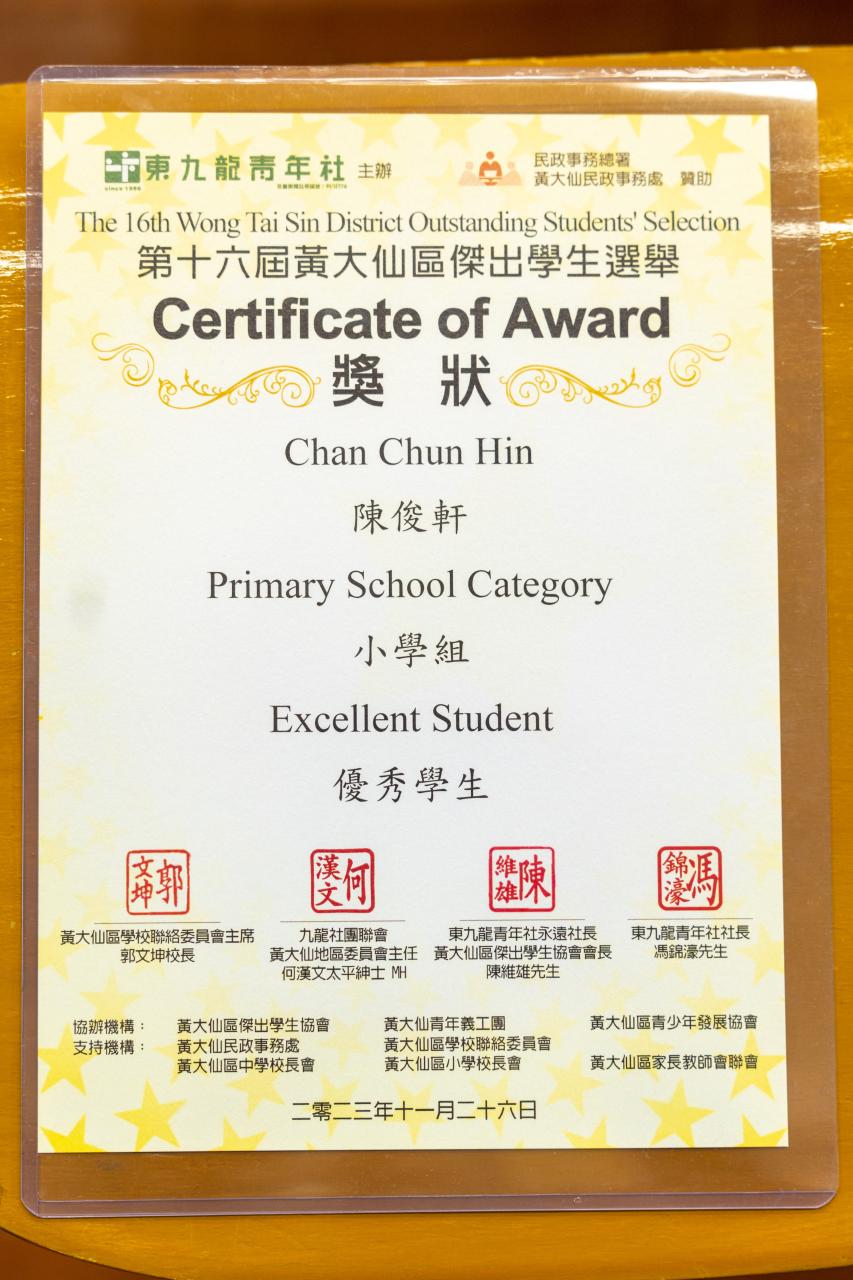 東九龍青年社 主辦
since 1996
民政事務總署
黃大仙民政事務處 贊助
The 16th Wong Tai Sin District Outstanding Students' Selection
第十六屆黃大仙區傑出學生選舉
Certificate of Award
獎 狀
Chan Chun Hin
陳俊軒
Primary School Category
小學組
Excellent Student
優秀學生
郭文坤
何漢文
陳維雄
馮錦濠
黃大仙區學校聯絡委員會主席
郭文坤校長
九龍社團聯會
黃大仙地區委員會主任
何漢文太平紳士 MH
東九龍青年社永遠社長
黃大仙區傑出學生協會會長
陳維雄先生
東九龍青年社社長
馮錦濠先生
協辦機構： 黃大仙區傑出學生協會 黃大仙青年義工團 黃大仙區青少年發展協會
支持機構： 黃大仙民政事務處 黃大仙區學校聯絡委員會
黃大仙區中學校長會 黃大仙區小學校長會 黃大仙區家長教師會聯會
二零二三年十一月二十六日